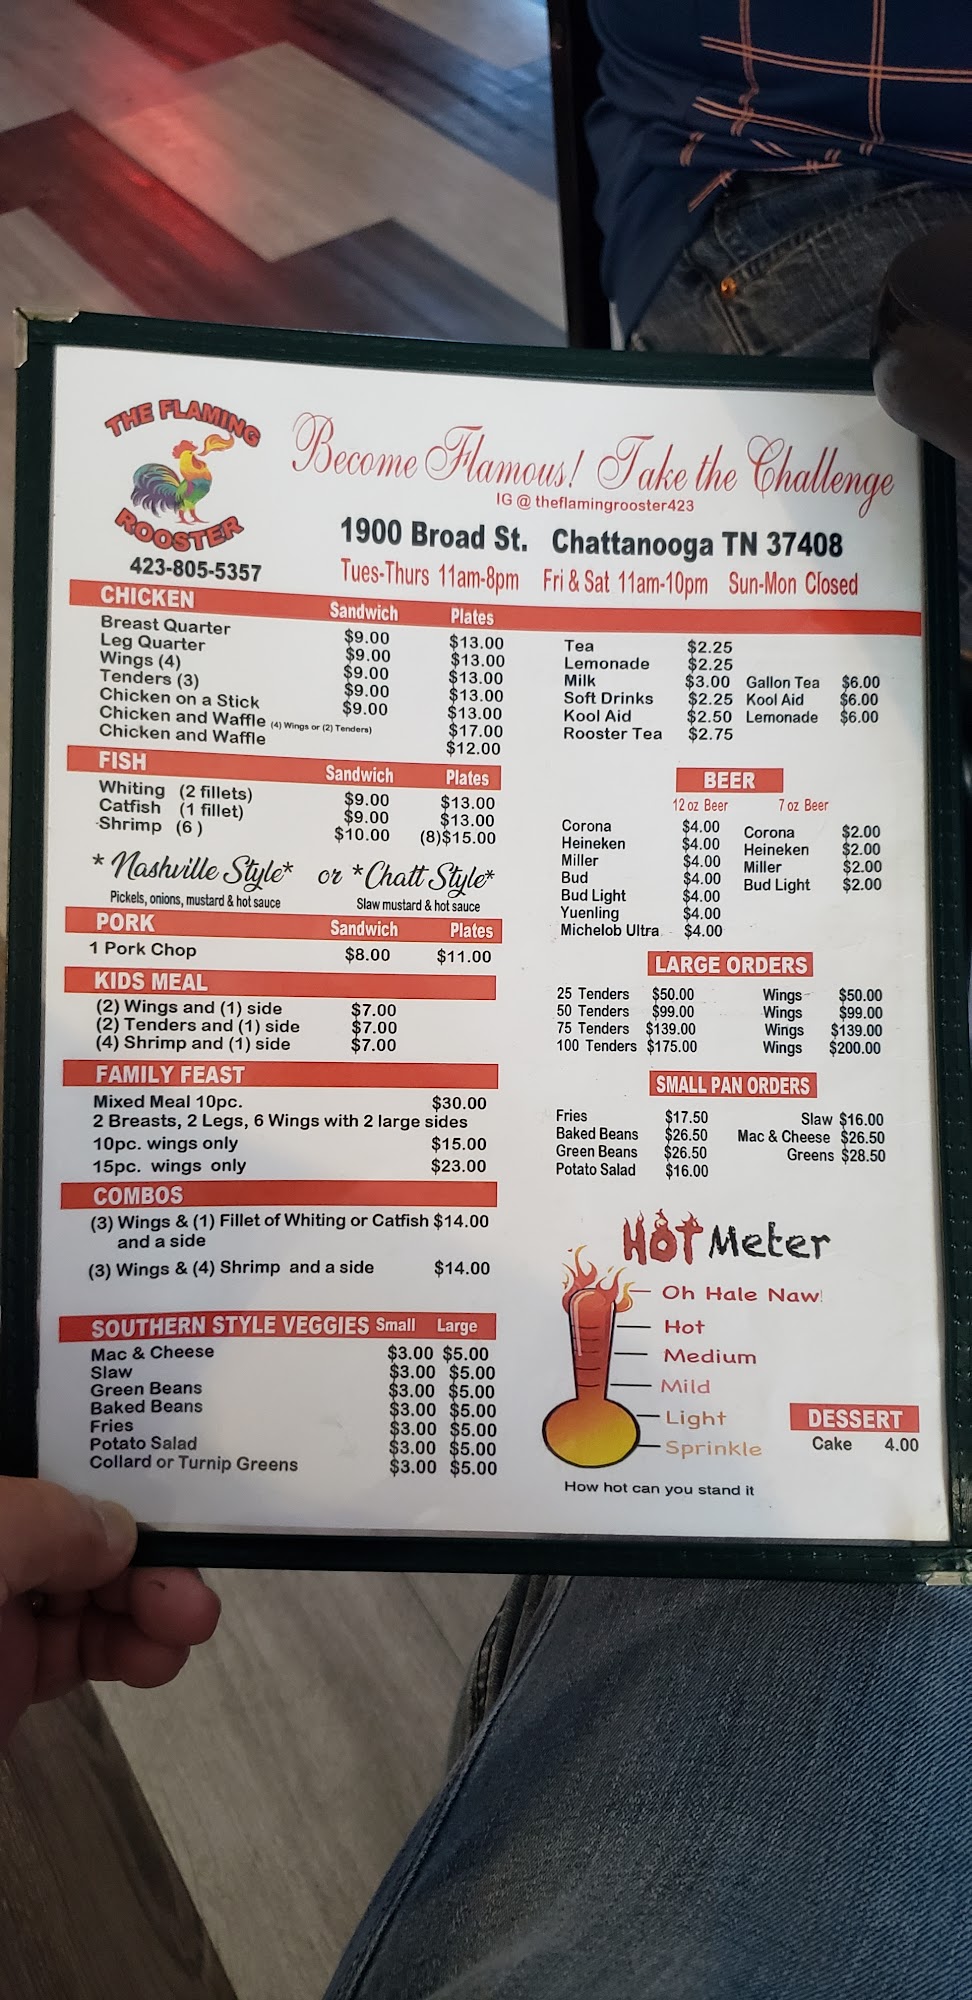 THE FLAMING
ROOSTER
423-805-5357
Become Flamous! Take the Challenge
IG @ theflamingrooster423
1900 Broad St. Chattanooga TN 37408
Tues-Thurs 11am-8pm Fri & Sat 11am-10pm Sun-Mon Closed
CHICKEN Sandwich Plates
Breast Quarter $9.00 $13.00
Leg Quarter $9.00 $13.00
Wings (4) $9.00 $13.00
Tenders (3) $9.00 $13.00
Chicken on a Stick $9.00 $13.00
Chicken and Waffle (4) Wings or (2) Tenders) $17.00
Chicken and Waffle $12.00
FISH Sandwich Plates
Whiting (2 fillets) $9.00 $13.00
Catfish (1 fillet) $9.00 $13.00
Shrimp (6) $10.00 (8)$15.00
*Nashville Style* or *Chatt Style*
Pickels, onions, mustard & hot sauce Slaw mustard & hot sauce
PORK Sandwich Plates
1 Pork Chop $8.00 $11.00
KIDS MEAL
(2) Wings and (1) side $7.00
(2) Tenders and (1) side $7.00
(4) Shrimp and (1) side $7.00
FAMILY FEAST
Mixed Meal 10pc. $30.00
2 Breasts, 2 Legs, 6 Wings with 2 large sides
10pc. wings only $15.00
15pc. wings only $23.00
COMBOS
(3) Wings & (1) Fillet of Whiting or Catfish $14.00
and a side
(3) Wings & (4) Shrimp and a side $14.00
SOUTHERN STYLE VEGGIES Small Large
Mac & Cheese $3.00 $5.00
Slaw $3.00 $5.00
Green Beans $3.00 $5.00
Baked Beans $3.00 $5.00
Fries $3.00 $5.00
Potato Salad $3.00 $5.00
Collard or Turnip Greens $3.00 $5.00
Tea $2.25
Lemonade $2.25
Milk $3.00 Gallon Tea $6.00
Soft Drinks $2.25 Kool Aid $6.00
Kool Aid $2.50 Lemonade $6.00
Rooster Tea $2.75
BEER
12 oz Beer 7 oz Beer
Corona $4.00 Corona $2.00
Heineken $4.00 Heineken $2.00
Miller $4.00 Miller $2.00
Bud $4.00 Bud Light $2.00
Bud Light $4.00
Yuenling $4.00
Michelob Ultra $4.00
LARGE ORDERS
25 Tenders $50.00 Wings $50.00
50 Tenders $99.00 Wings $99.00
75 Tenders $139.00 Wings $139.00
100 Tenders $175.00 Wings $200.00
SMALL PAN ORDERS
Fries $17.50 Slaw $16.00
Baked Beans $26.50 Mac & Cheese $26.50
Green Beans $26.50 Greens $28.50
Potato Salad $16.00
HOT Meter
Oh Hale Naw!
Hot
Medium
Mild
Light
Sprinkle
How hot can you stand it
DESSERT
Cake 4.00